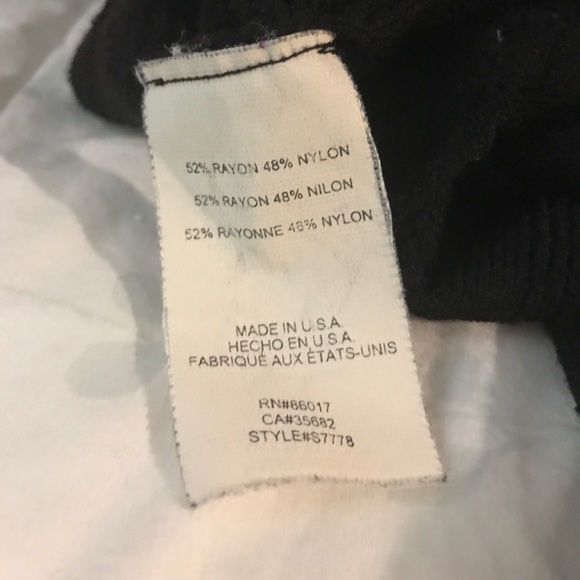 52% RAYON 48% NYLON
52% RAYON 48% NILON
52% RAYONNE 48% NYLON
MADE IN U.S.A.
HECHO EN U.S.A.
FABRIQUÉ AUX ÉTATS-UNIS
RN#86017
CA#35682
STYLE#S7778